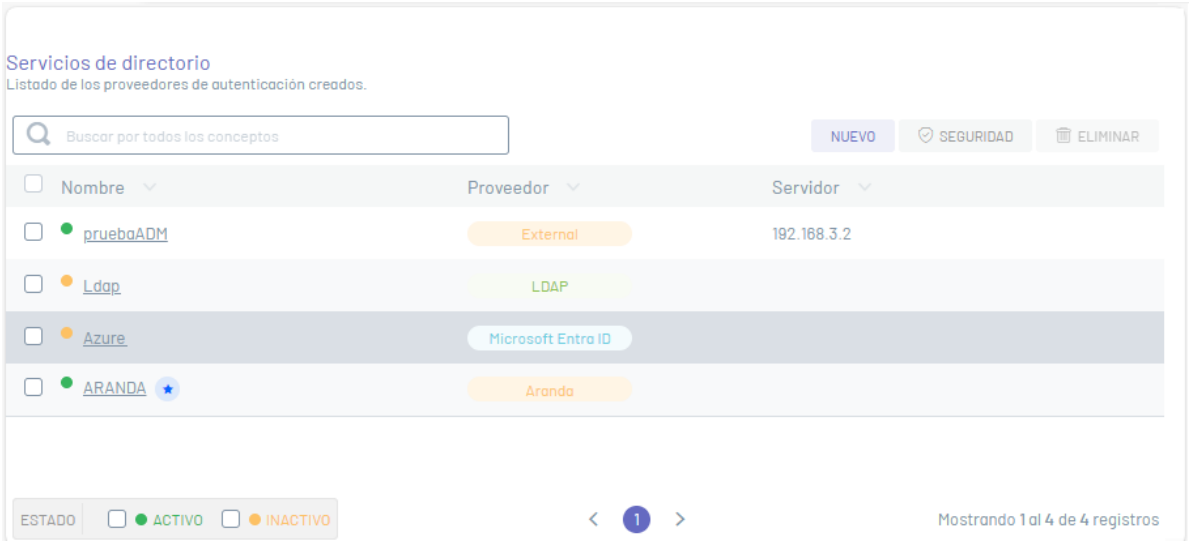 Servicios de directorio
Listado de los proveedores de autenticación creados.
Buscar por todos los conceptos
NUEVO SEGURIDAD ELIMINAR
Nombre Proveedor Servidor
pruebaADM External 192.168.3.2
Ldap LDAP
Azure Microsoft Entra ID
ARANDA Aranda
ESTADO ACTIVO INACTIVO < 1 > Mostrando 1 al 4 de 4 registros